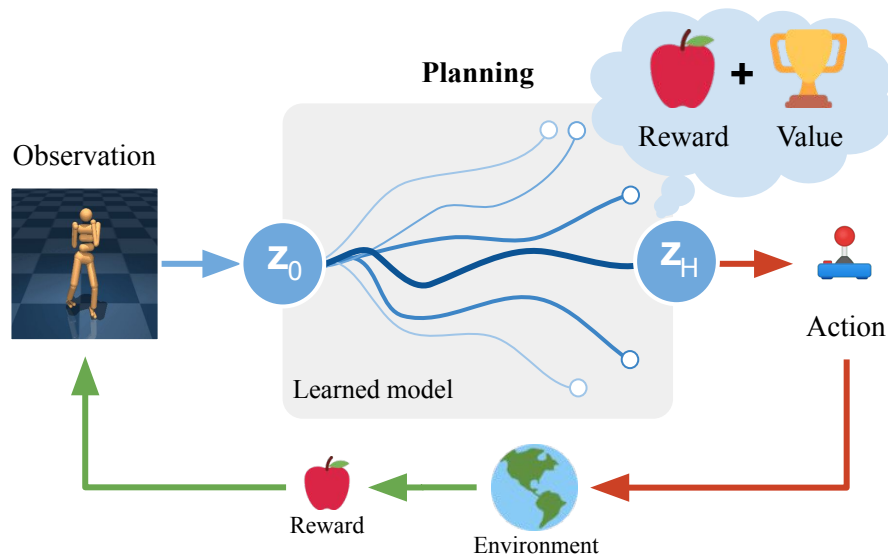 Planning
Reward + Value
Observation
z0
zH
Action
Learned model
Reward
Environment